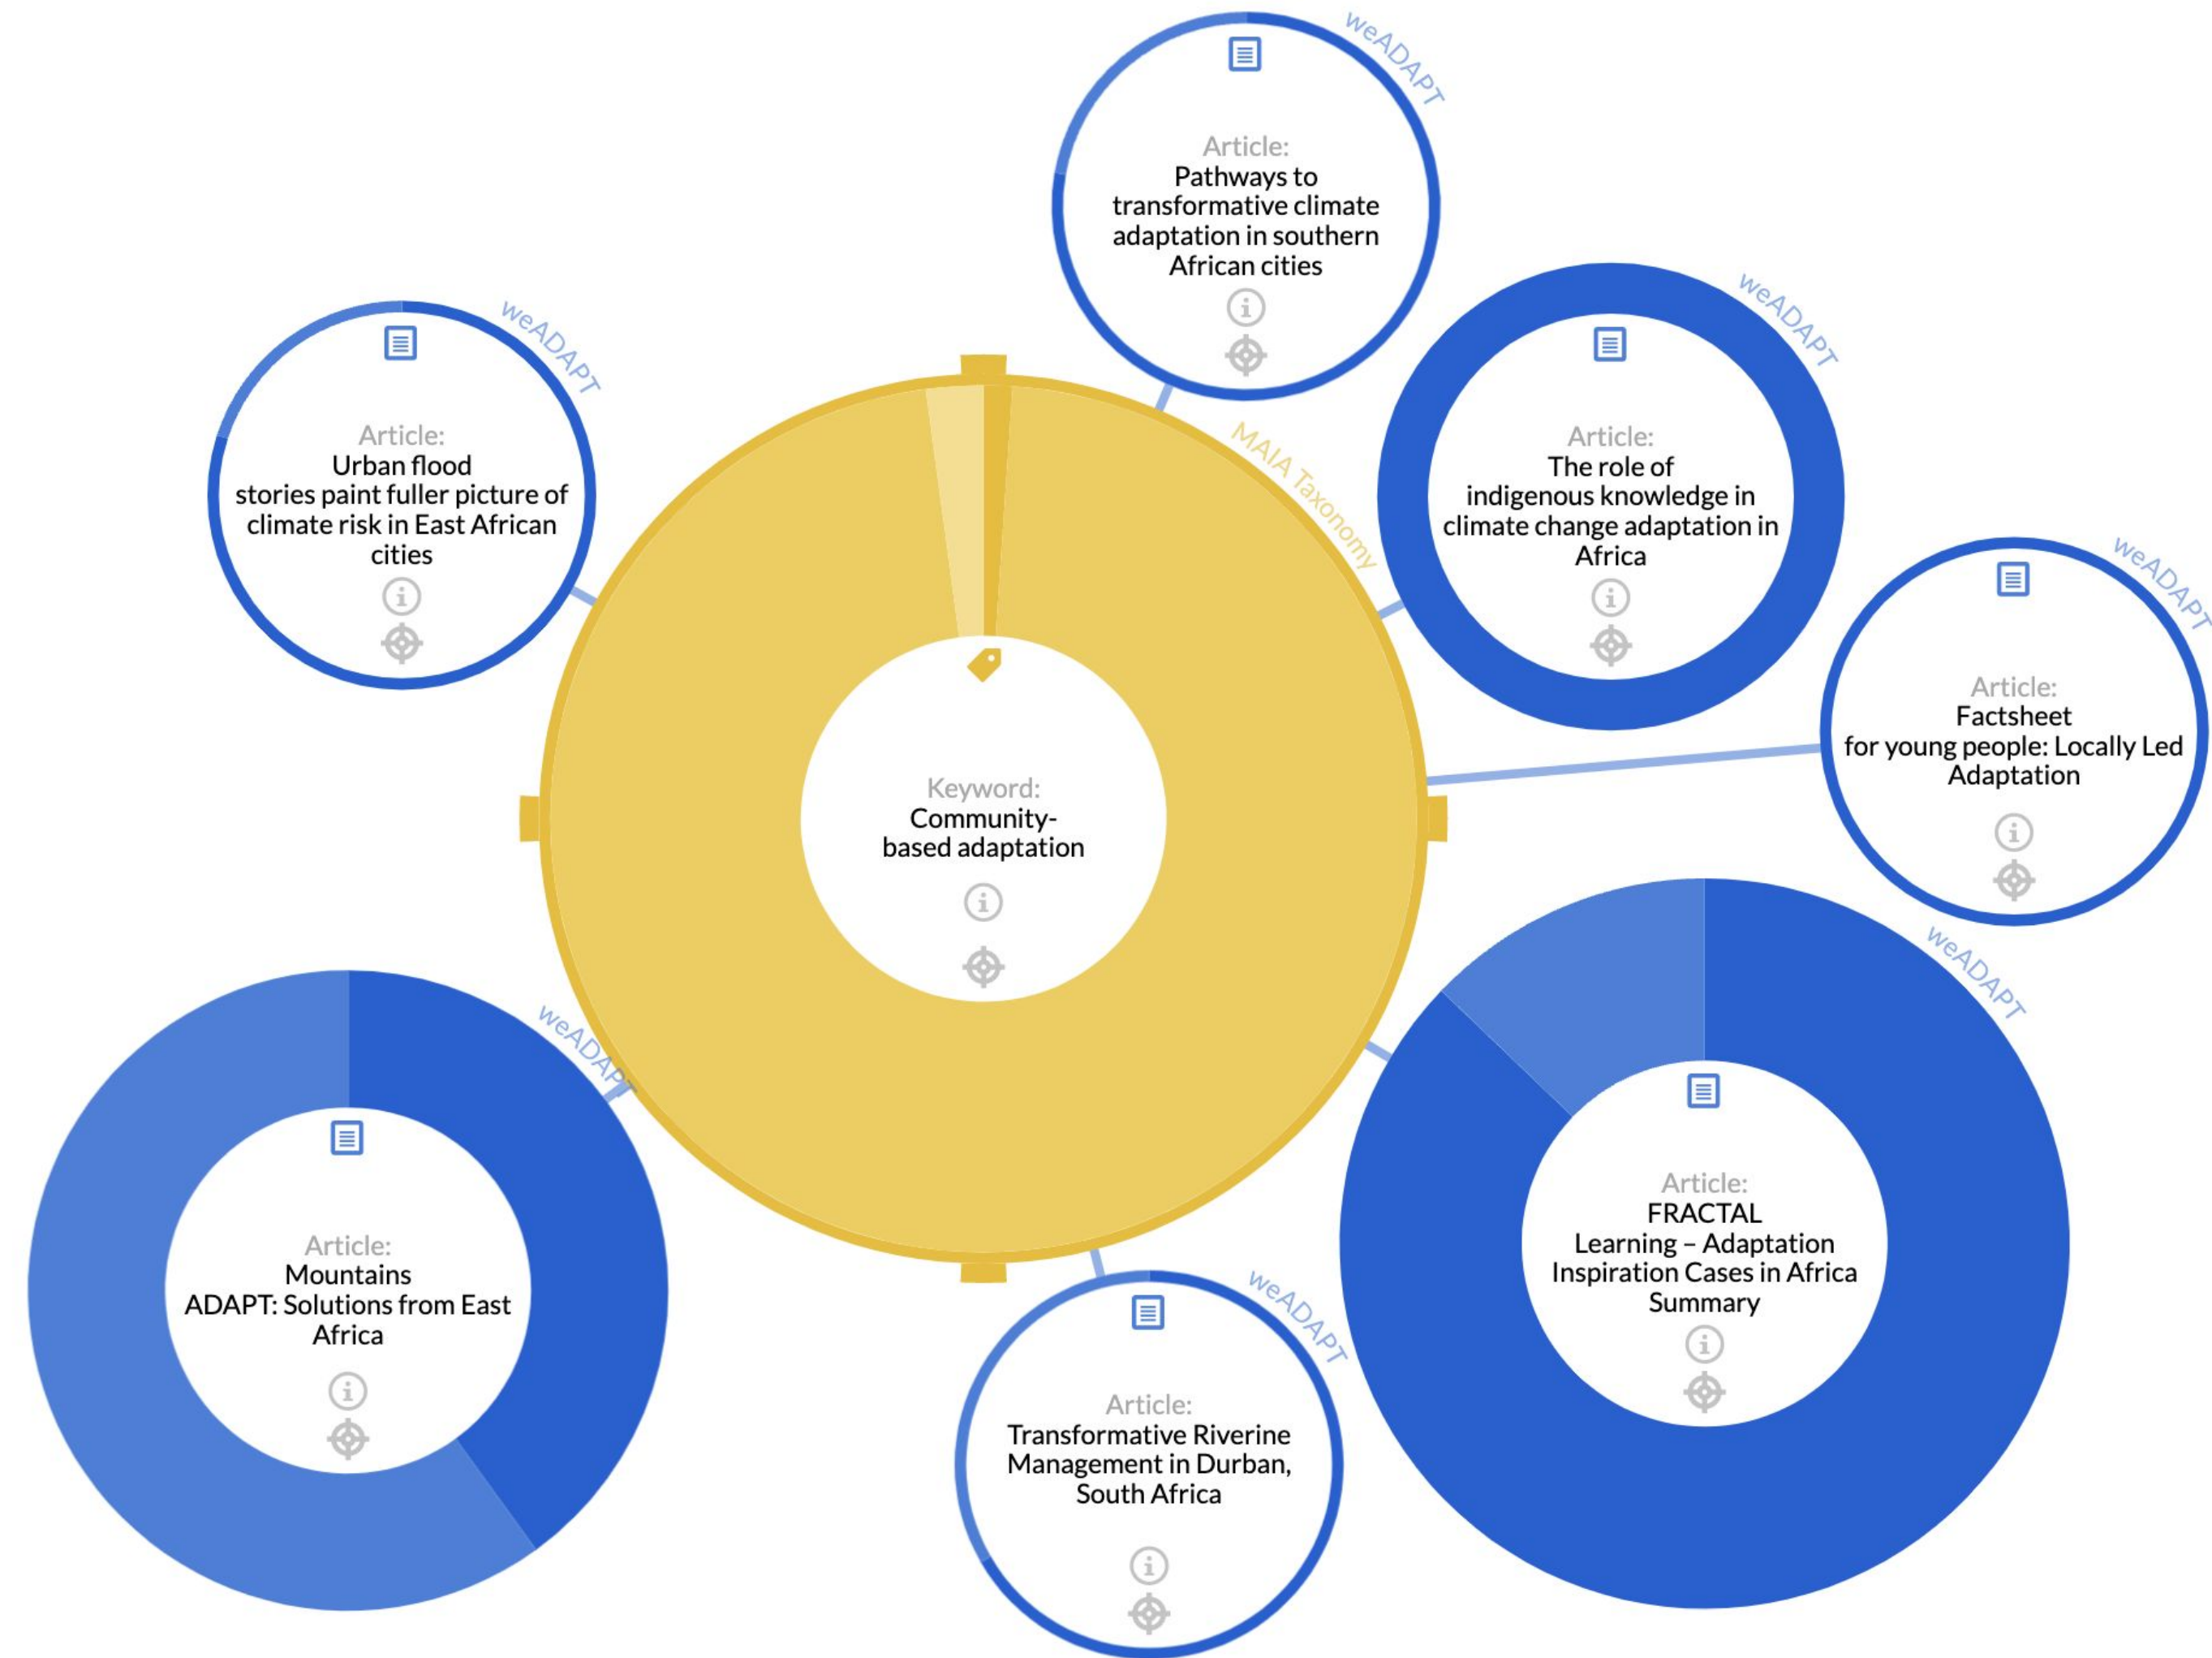 weADAPT
Article:
Pathways to
transformative climate
adaptation in southern
African cities
weADAPT
Article:
Urban flood
stories paint fuller picture of
climate risk in East African
cities
weADAPT
Article:
The role of
indigenous knowledge in
climate change adaptation in
Africa
MAIA Taxonomy
Keyword:
Community-
based adaptation
weADAPT
Article:
Factsheet
for young people: Locally Led
Adaptation
weADAPT
Article:
Mountains
ADAPT: Solutions from East
Africa
weADAPT
Article:
FRACTAL
Learning – Adaptation
Inspiration Cases in Africa
Summary
weADAPT
Article:
Transformative Riverine
Management in Durban,
South Africa